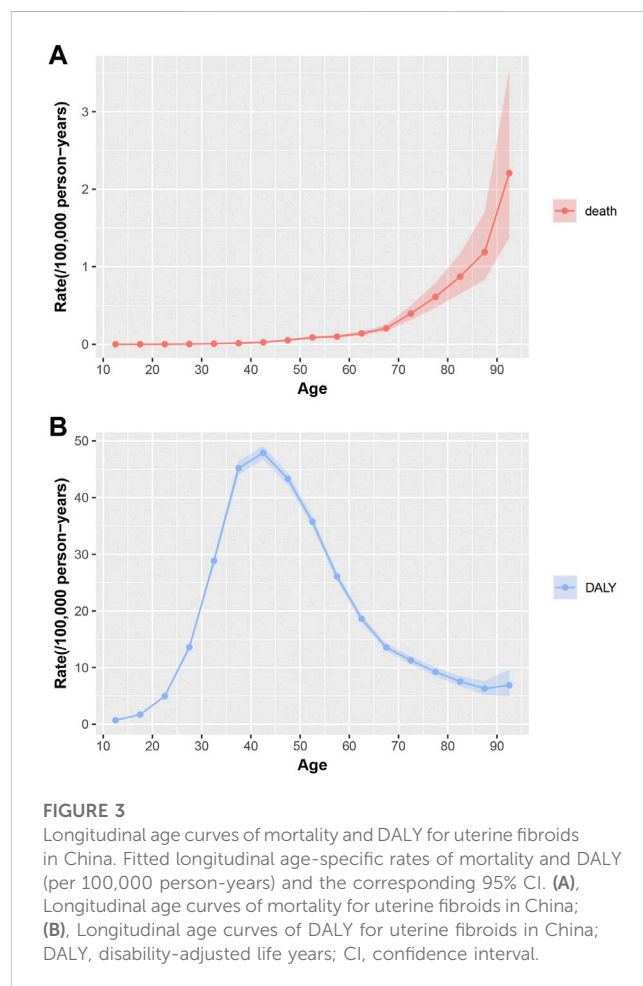 A
Rate(/100,000 person-years)
3
2
1
0
10 20 30 40 50 60 70 80 90
Age
death
B
Rate(/100,000 person-years)
50
40
30
20
10
0
10 20 30 40 50 60 70 80 90
Age
DALY
FIGURE 3
Longitudinal age curves of mortality and DALY for uterine fibroids
in China. Fitted longitudinal age-specific rates of mortality and DALY
(per 100,000 person-years) and the corresponding 95% CI. (A),
Longitudinal age curves of mortality for uterine fibroids in China;
(B), Longitudinal age curves of DALY for uterine fibroids in China;
DALY, disability-adjusted life years; CI, confidence interval.